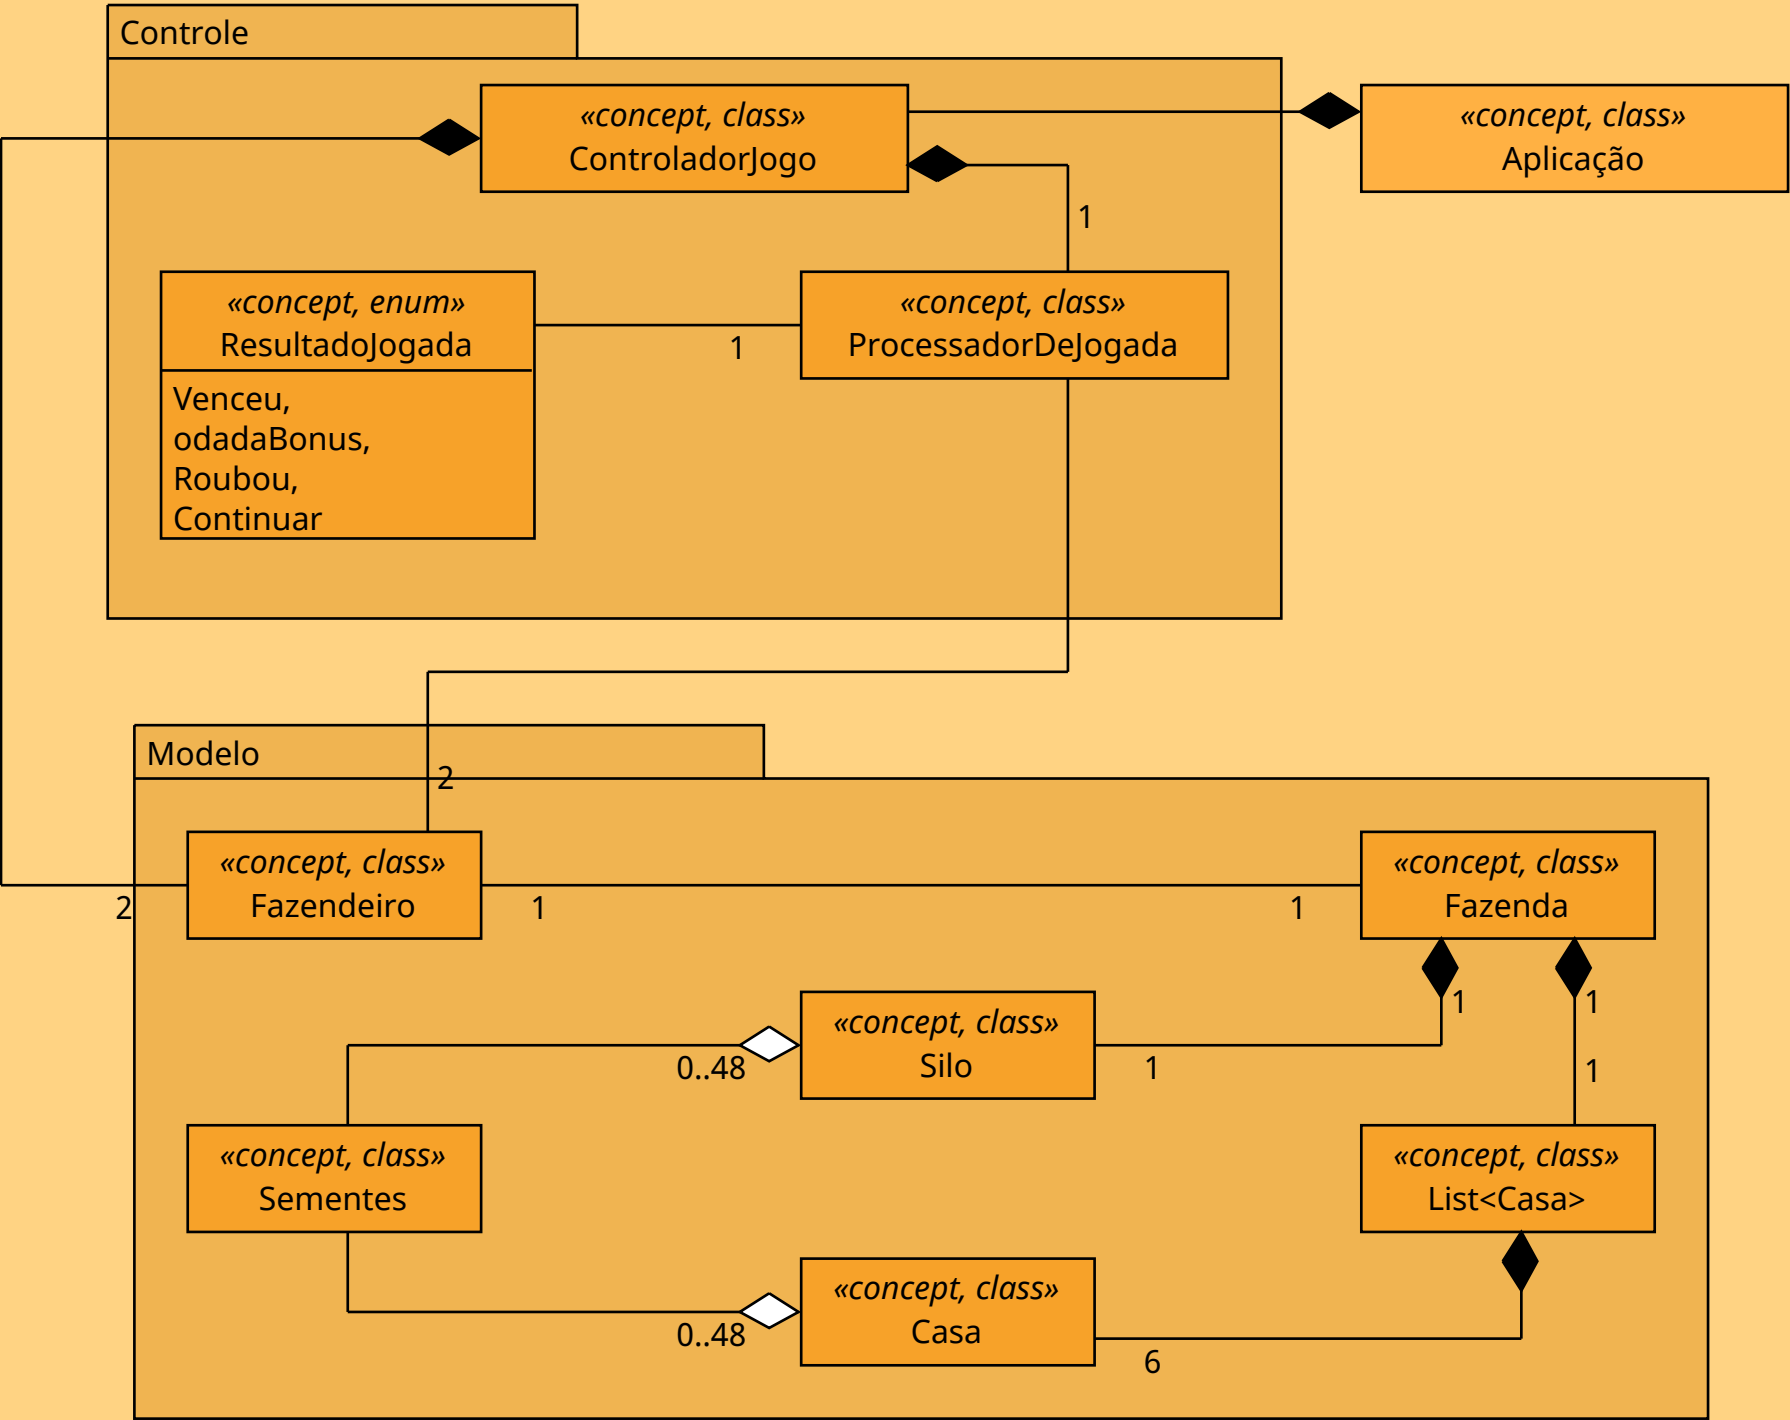 Controle
«concept, class»
ControladorJogo
«concept, class»
Aplicação
1
«concept, enum»
ResultadoJogada
Venceu,
odadaBonus,
Roubou,
Continuar
1
«concept, class»
ProcessadorDeJogada
Modelo
2
«concept, class»
Fazendeiro
2
1
1
«concept, class»
Fazenda
«concept, class»
Silo
0..48
1
1
1
1
«concept, class»
Sementes
«concept, class»
List<Casa>
«concept, class»
Casa
0..48
6